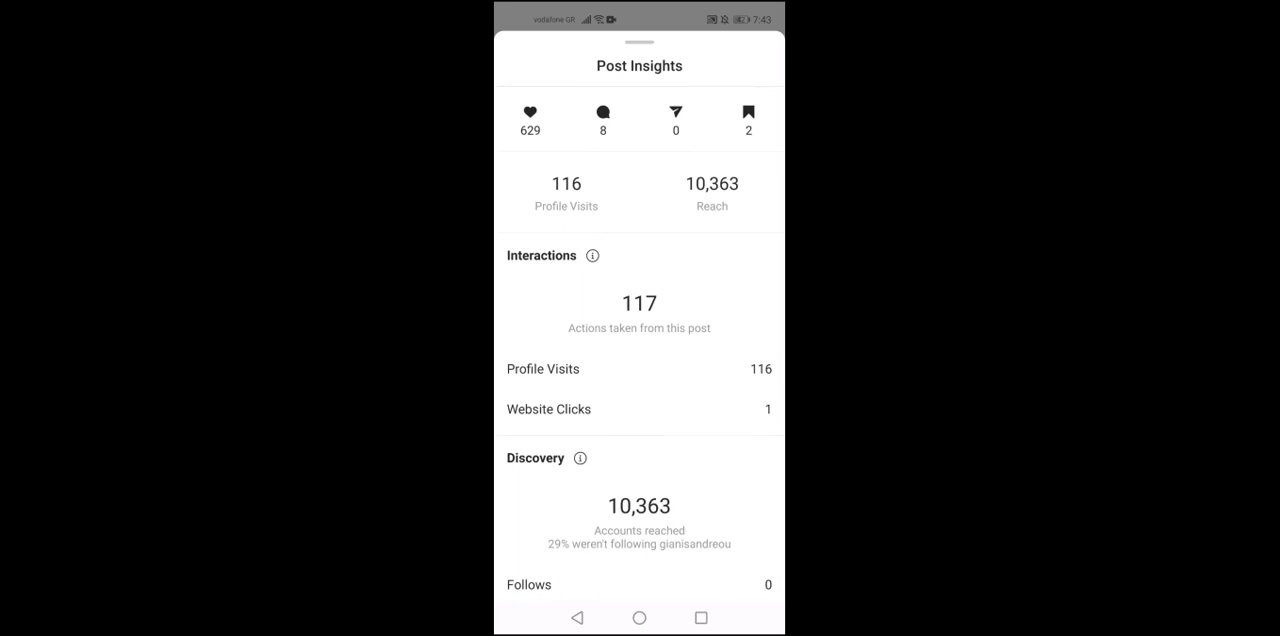 vodafone GR 7:43
Post Insights
629 8 0 2
116 10,363
Profile Visits Reach
Interactions
117
Actions taken from this post
Profile Visits 116
Website Clicks 1
Discovery
10,363
Accounts reached
29% weren't following gianisandreou
Follows 0